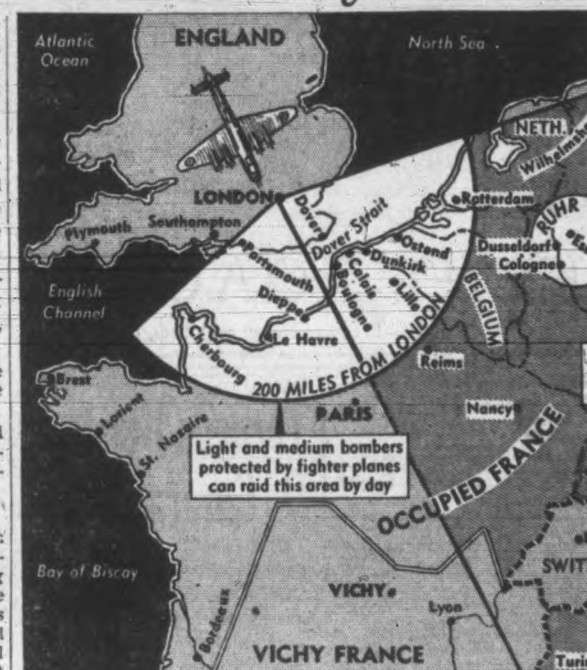 Atlantic
Ocean
ENGLAND
North Sea
NETH.
Wilhelms-
LONDON
Dover
Dover Strait
Rotterdam
RUHR
Plymouth
Southampton
Portsmouth
Ostend
Dunkirk
Calais
Boulogne
Lille
Dusseldorf
Cologne
BELGIUM
English
Channel
Dieppe
Le Havre
Cherbourg
200 MILES FROM LONDON
Reims
Brest
Lorient
St. Nazaire
PARIS
Nancy
Light and medium bombers
protected by fighter planes
can raid this area by day
OCCUPIED FRANCE
Bay of Biscay
SWIT
VICHY
Lyon
Bordeaux
VICHY FRANCE